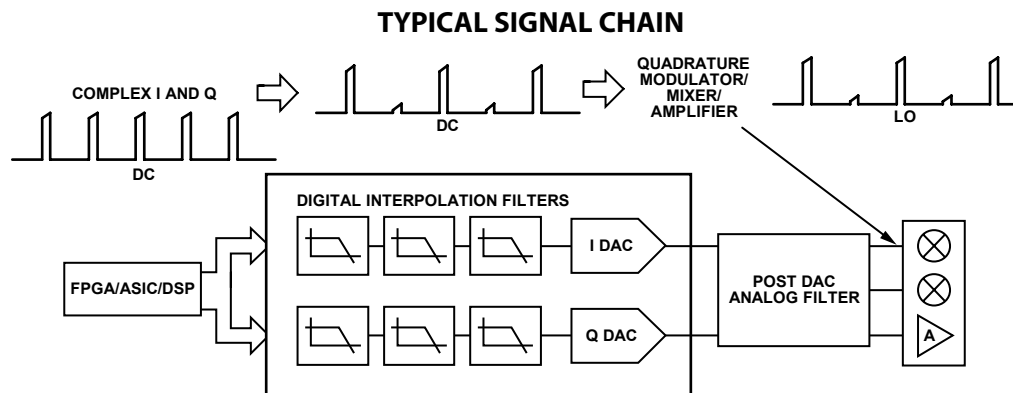 TYPICAL SIGNAL CHAIN
COMPLEX I AND Q
DC
DC
QUADRATURE
MODULATOR/
MIXER/
AMPLIFIER
LO
DIGITAL INTERPOLATION FILTERS
FPGA/ASIC/DSP
I DAC
Q DAC
POST DAC
ANALOG FILTER
A